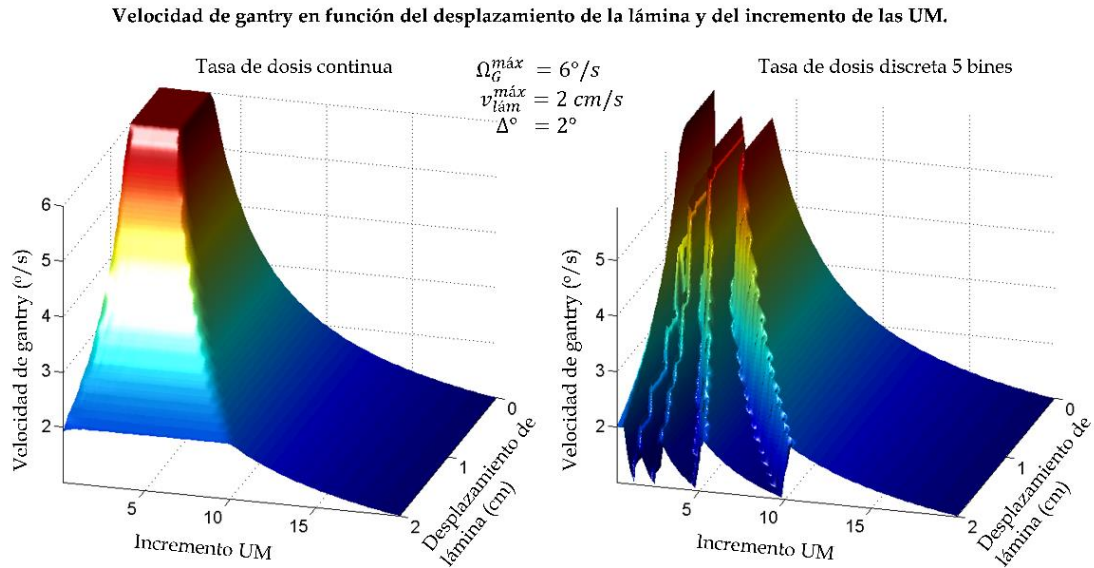 Velocidad de gantry en función del desplazamiento de la lámina y del incremento de las UM.
Tasa de dosis continua
Ω_G^máx = 6°/s
v_lám^máx = 2 cm/s
Δ° = 2°
Tasa de dosis discreta 5 bines
6
5
4
3
2
Velocidad de gantry (º/s)
5
10
15
Incremento UM
0
1
2
Desplazamiento de
lámina (cm)
5
4
3
2
Velocidad de gantry (º/s)
5
10
15
Incremento UM
0
1
2
Desplazamiento de
lámina (cm)